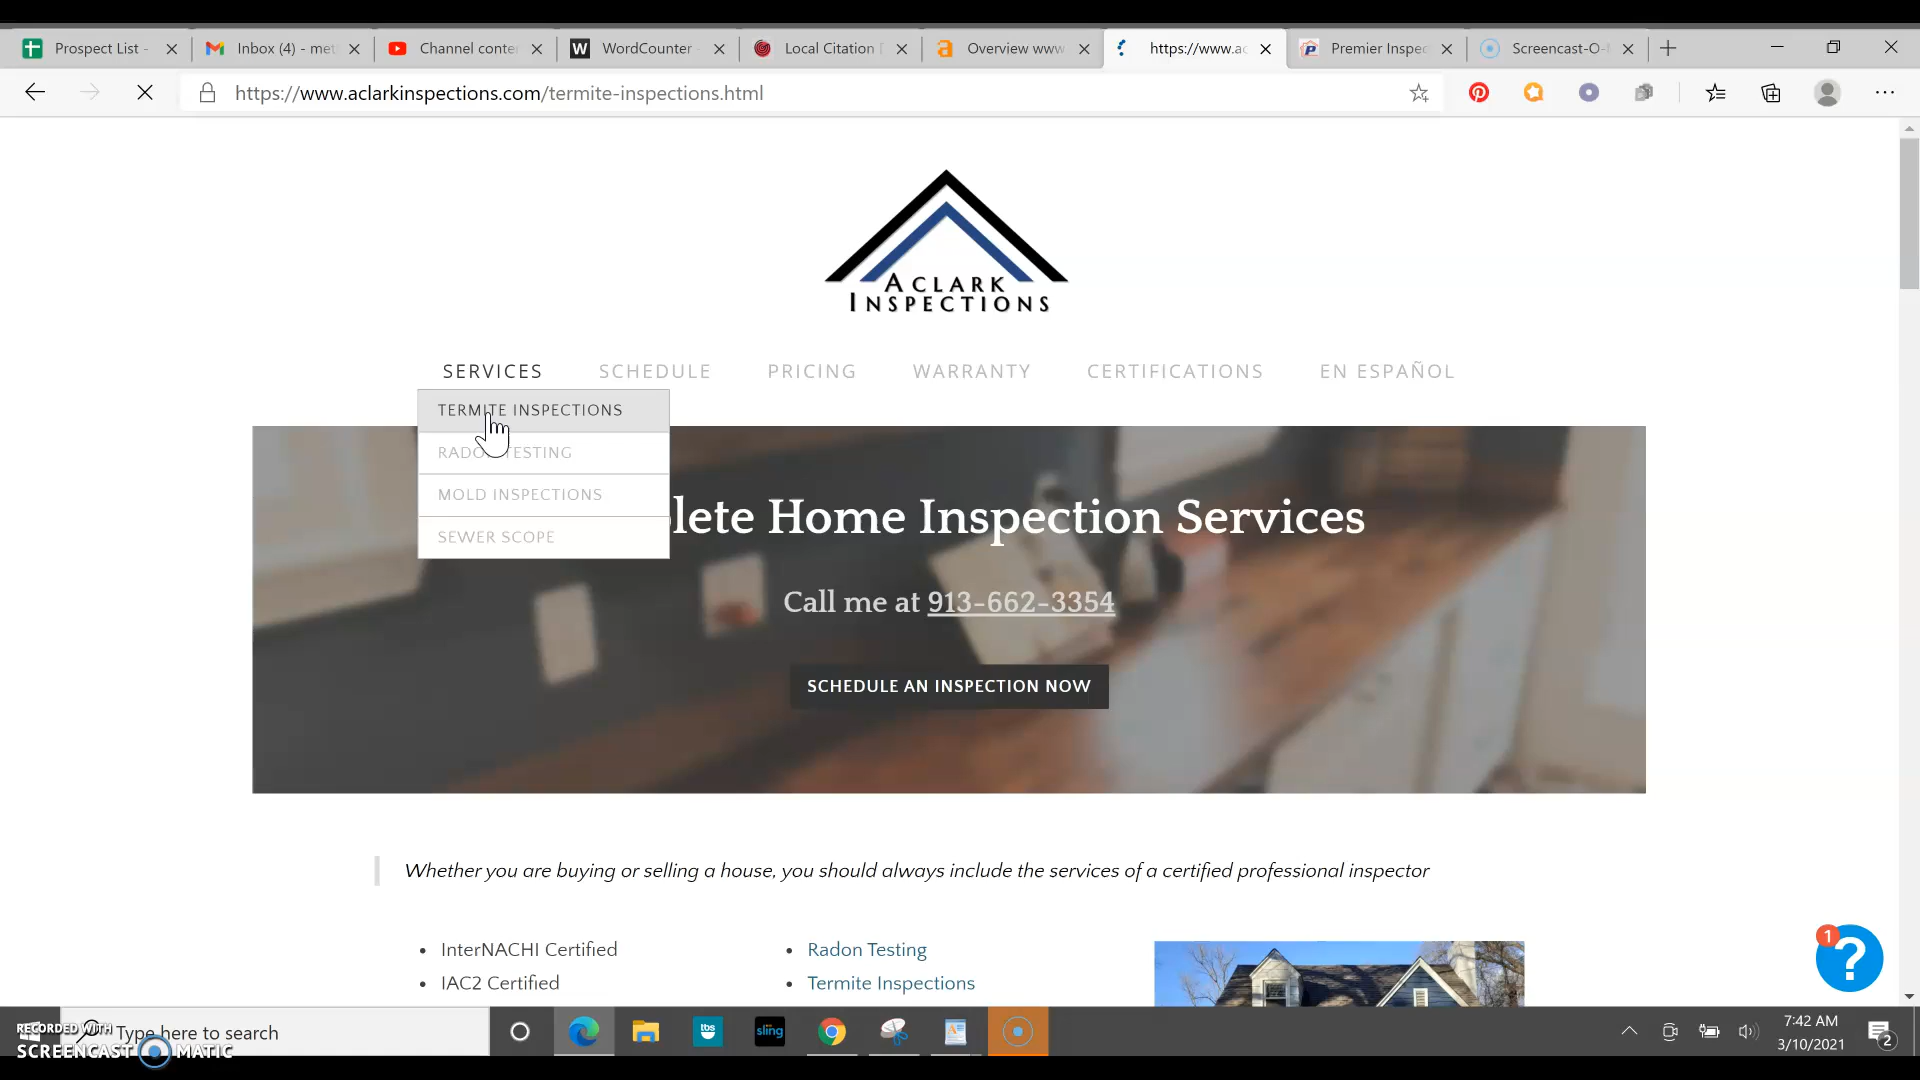 Prospect List -
Inbox (4) - met
Channel conte
WordCounter -
Local Citation
Overview www
https://www.ac
Premier Inspec
Screencast-O-
https://www.aclarkinspections.com/termite-inspections.html
ACLARK
INSPECTIONS
SERVICES SCHEDULE PRICING WARRANTY CERTIFICATIONS EN ESPAÑOL
TERMITE INSPECTIONS
RADON TESTING
MOLD INSPECTIONS
SEWER SCOPE
lete Home Inspection Services
Call me at 913-662-3354
SCHEDULE AN INSPECTION NOW
Whether you are buying or selling a house, you should always include the services of a certified professional inspector
• InterNACHI Certified
• IAC2 Certified
• Radon Testing
• Termite Inspections
1
?
RECORDED WITH
SCREENCAST MATIC
Type here to search
tbs
sling
7:42 AM
3/10/2021
2